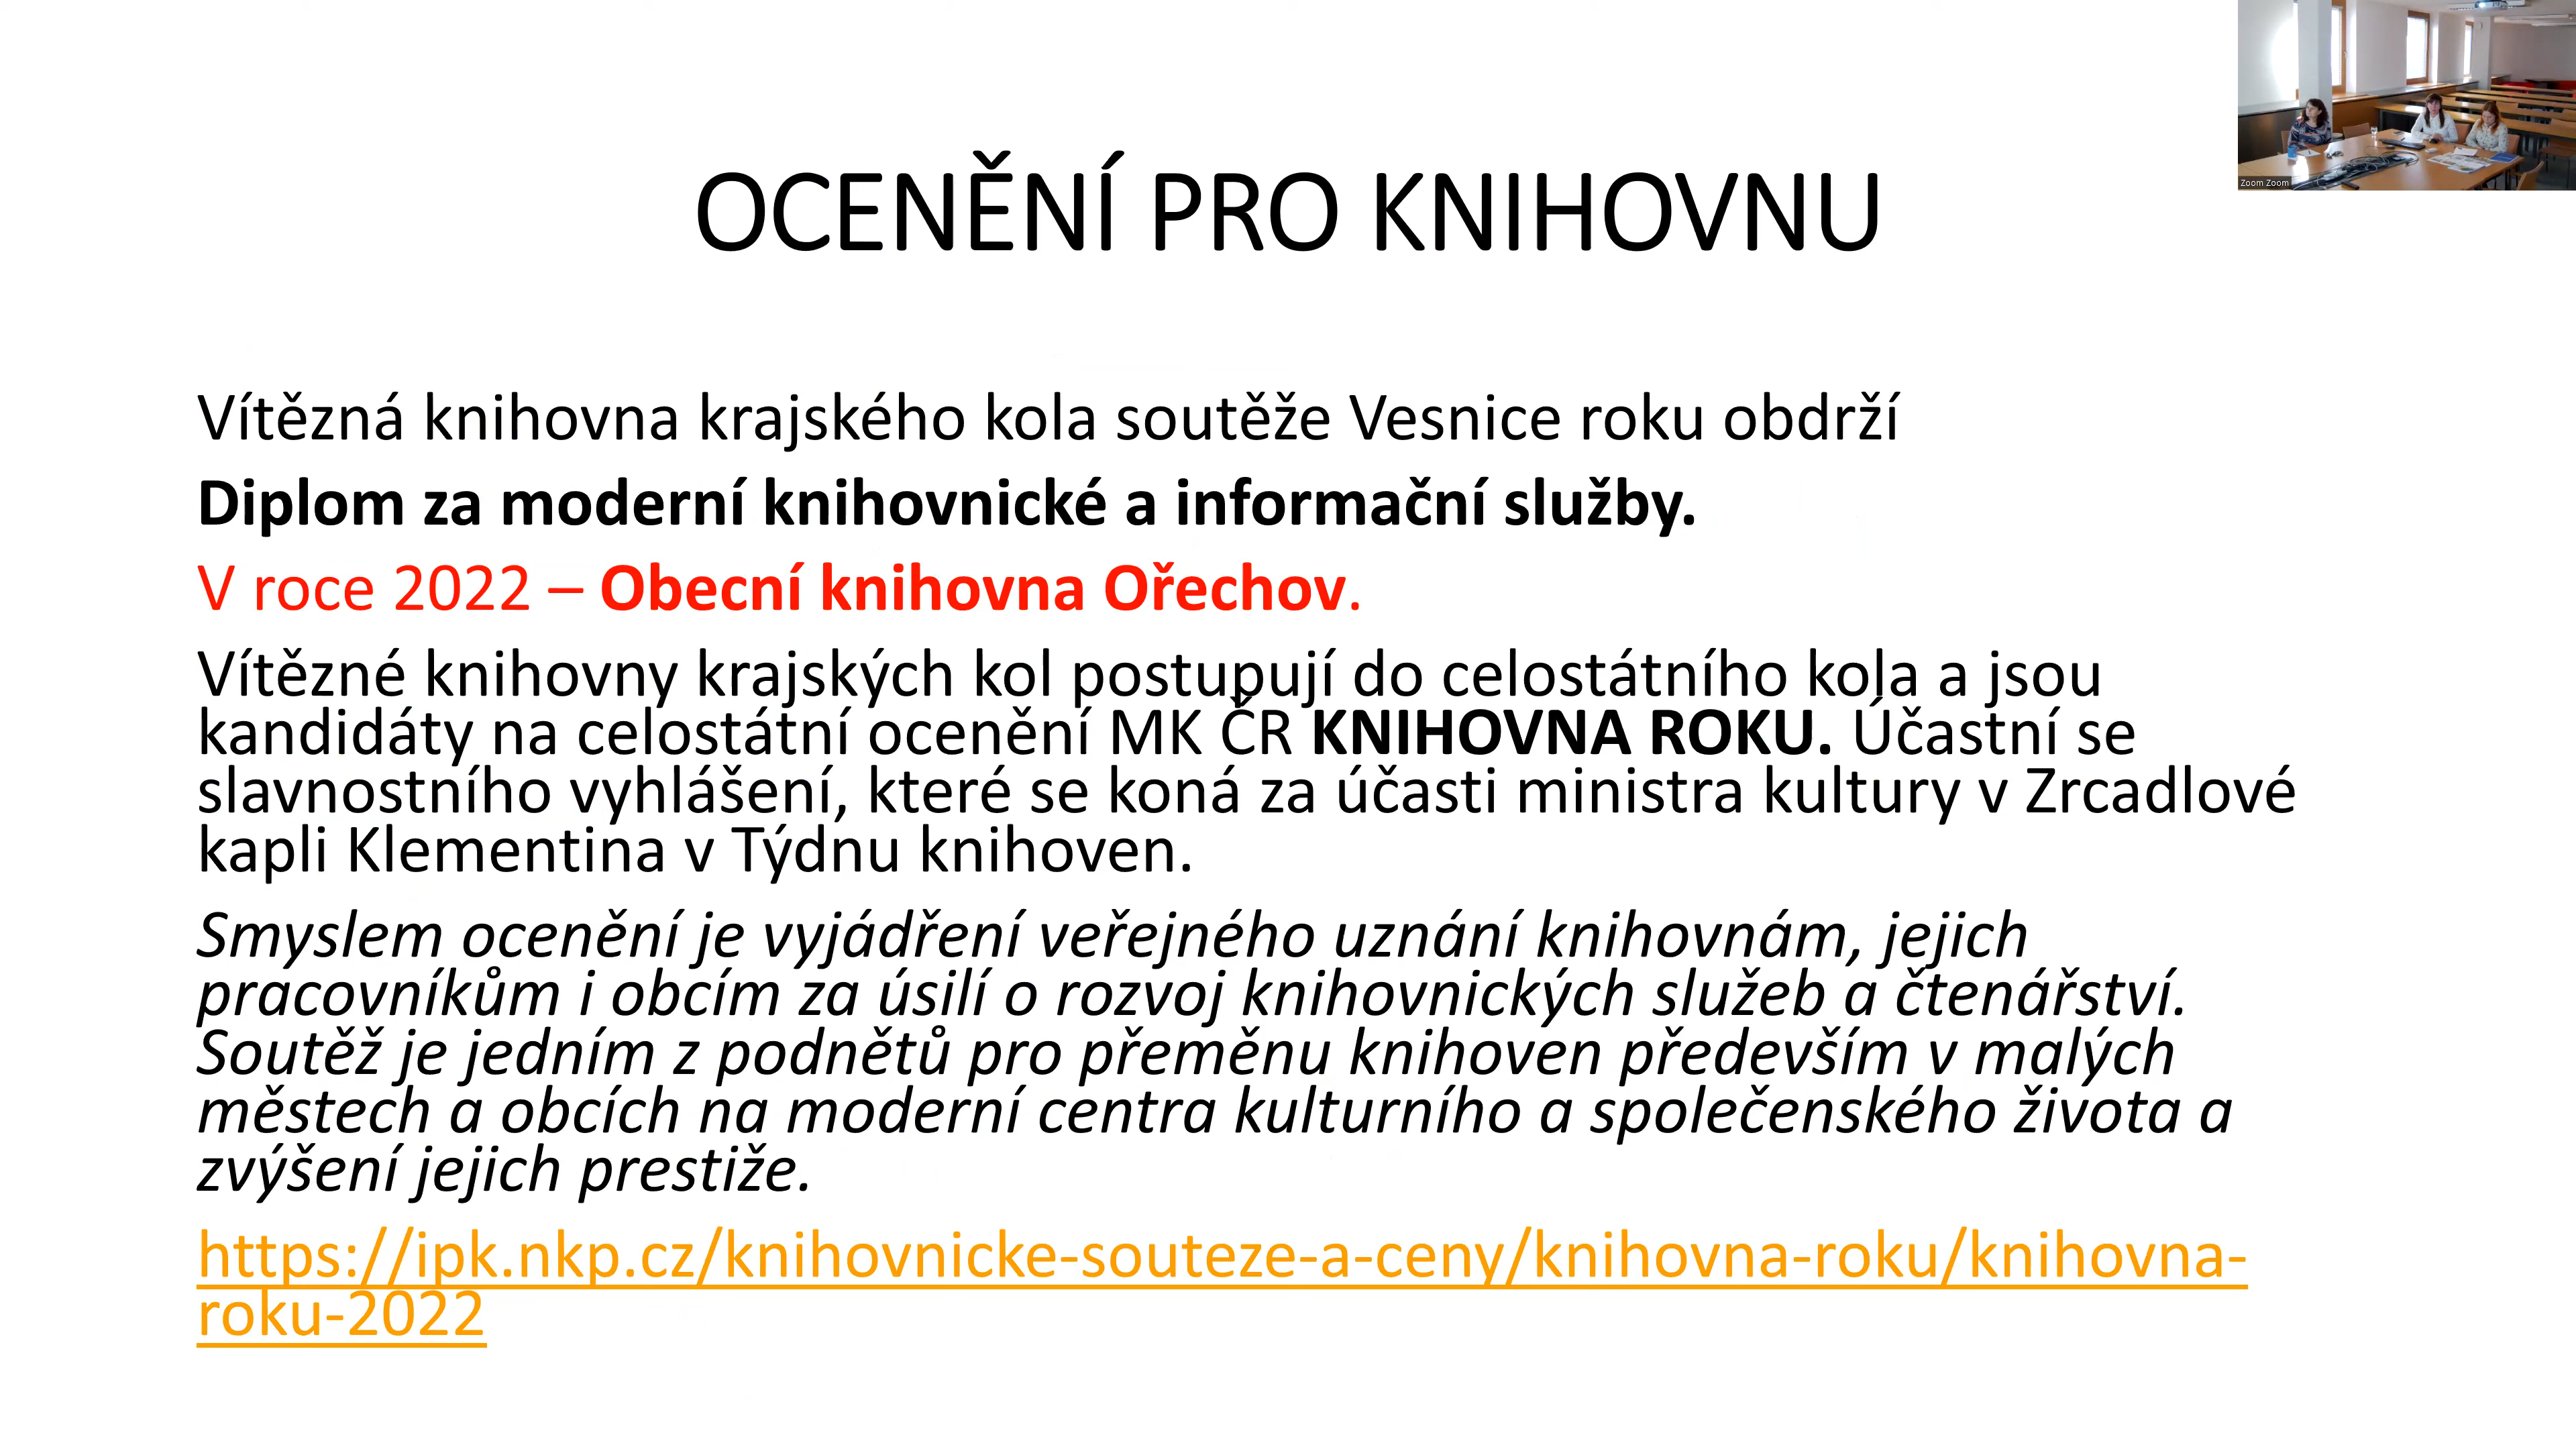 OCENĚNÍ PRO KNIHOVNU
Zoom Zoom
Vítězná knihovna krajského kola soutěže Vesnice roku obdrží
Diplom za moderní knihovnické a informační služby.
V roce 2022 – Obecní knihovna Ořechov.
Vítězné knihovny krajských kol postupují do celostátního kola a jsou
kandidáty na celostátní ocenění MK ČR KNIHOVNA ROKU. Účastní se
slavnostního vyhlášení, které se koná za účasti ministra kultury v Zrcadlové
kapli Klementina v Týdnu knihoven.
Smyslem ocenění je vyjádření veřejného uznání knihovnám, jejich
pracovníkům i obcím za úsilí o rozvoj knihovnických služeb a čtenářství.
Soutěž je jedním z podnětů pro přeměnu knihoven především v malých
městech a obcích na moderní centra kulturního a společenského života a
zvýšení jejich prestiže.
https://ipk.nkp.cz/knihovnicke-souteze-a-ceny/knihovna-roku/knihovna-
roku-2022